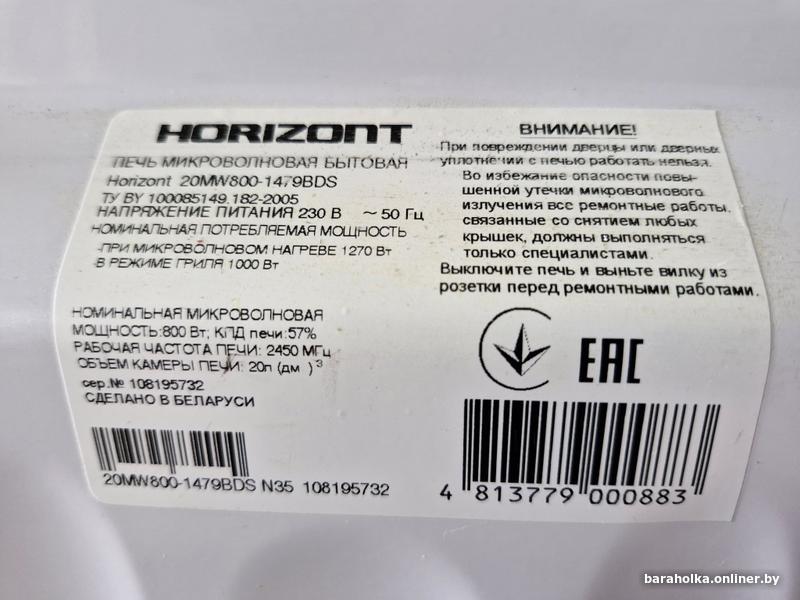 HORIZONT
ПЕЧЬ МИКРОВОЛНОВАЯ БЫТОВАЯ
Horizont 20MW800-1479BDS
ТУ BY 100085149.182-2005
НАПРЯЖЕНИЕ ПИТАНИЯ 230 В ~ 50 Гц
НОМИНАЛЬНАЯ ПОТРЕБЛЯЕМАЯ МОЩНОСТЬ
-ПРИ МИКРОВОЛНОВОМ НАГРЕВЕ 1270 Вт
-В РЕЖИМЕ ГРИЛЯ 1000 Вт
НОМИНАЛЬНАЯ МИКРОВОЛНОВАЯ
МОЩНОСТЬ:800 Вт; КПД печи:57%
РАБОЧАЯ ЧАСТОТА ПЕЧИ: 2450 МГц
ОБЪЕМ КАМЕРЫ ПЕЧИ: 20л (дм )³
сер.№ 108195732
СДЕЛАНО В БЕЛАРУСИ
20MW800-1479BDS N35 108195732
ВНИМАНИЕ!
При повреждении дверцы или дверных
уплотнений с печью работать нельзя.
Во избежание опасности повы-
шенной утечки микроволнового
излучения все ремонтные работы,
связанные со снятием любых
крышек, должны выполняться
только специалистами.
Выключите печь и выньте вилку из
розетки перед ремонтными работами.
EAC
4 813779 000883
baraholka.onliner.by